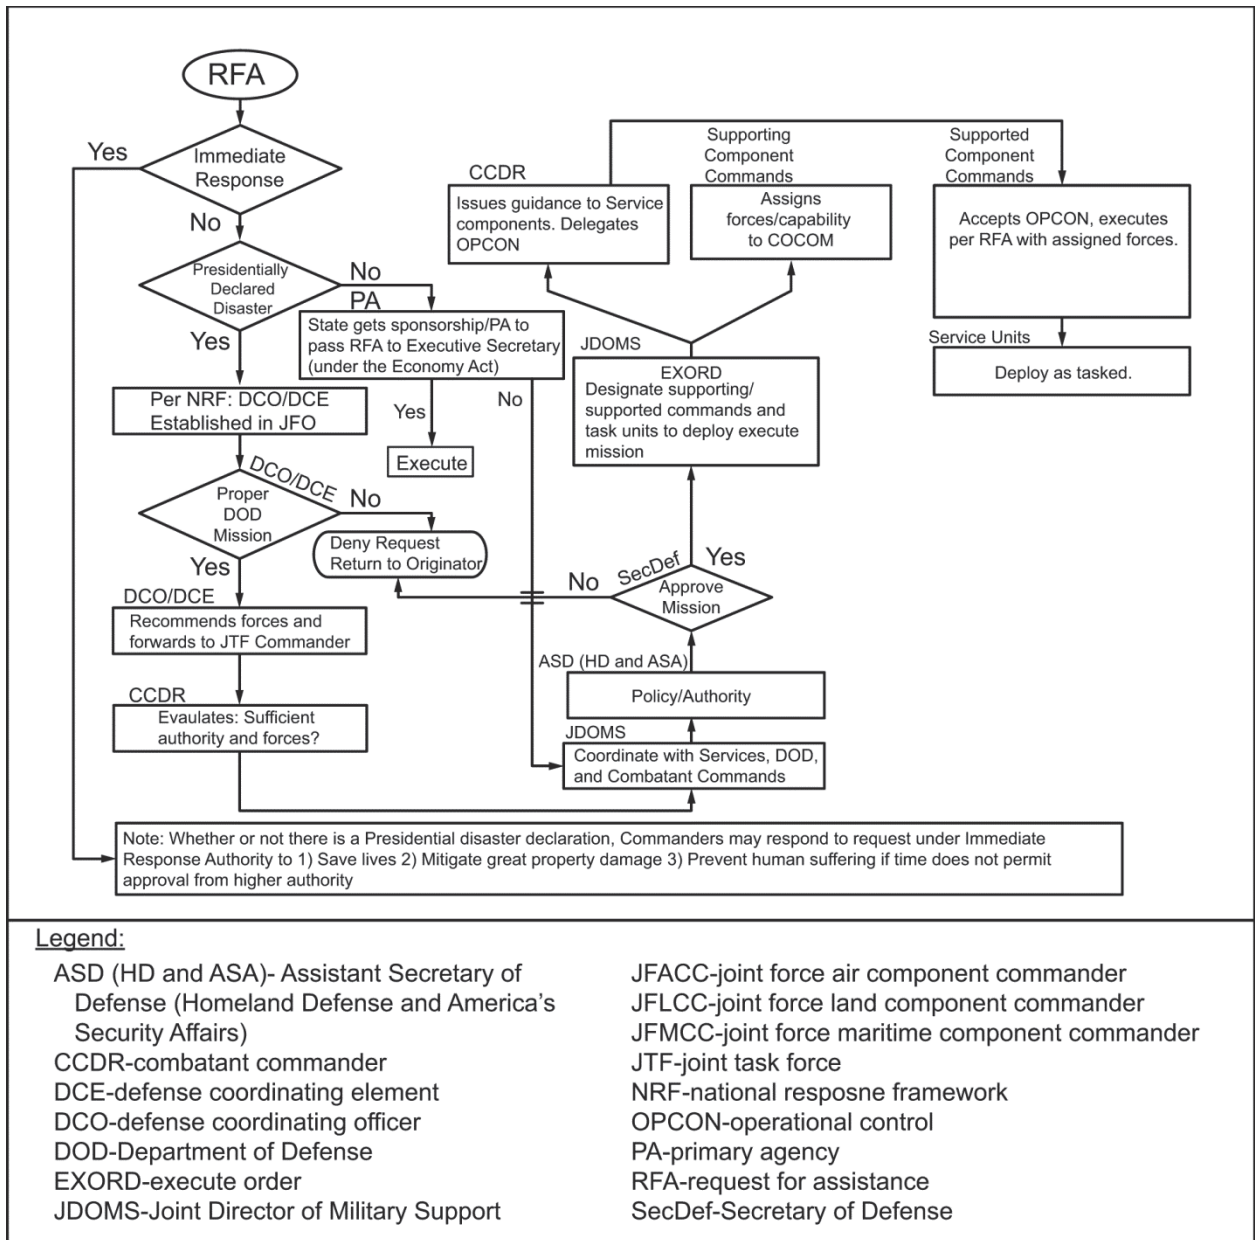 RFA
Yes
Immediate
Response
No
Presidentially
Declared
Disaster
No
PA
State gets sponsorship/PA to
pass RFA to Executive Secretary
(under the Economy Act)
Yes
Per NRF: DCO/DCE
Established in JFO
Yes
Execute
No
DCO/DCE
Proper
DOD
Mission
No
Deny Request
Return to Originator
Yes
DCO/DCE
Recommends forces and
forwards to JTF Commander
CCDR
Evaulates: Sufficient
authority and forces?
JDOMS
Coordinate with Services, DOD,
and Combatant Commands
ASD (HD and ASA)
Policy/Authority
SecDef
Approve
Mission
No
Yes
JDOMS
EXORD
Designate supporting/
supported commands and
task units to deploy execute
mission
CCDR
Issues guidance to Service
components. Delegates
OPCON
Supporting
Component
Commands
Assigns
forces/capability
to COCOM
Supported
Component
Commands
Accepts OPCON, executes
per RFA with assigned forces.
Service Units
Deploy as tasked.
Note: Whether or not there is a Presidential disaster declaration, Commanders may respond to request under Immediate
Response Authority to 1) Save lives 2) Mitigate great property damage 3) Prevent human suffering if time does not permit
approval from higher authority
Legend:
ASD (HD and ASA)- Assistant Secretary of
Defense (Homeland Defense and America's
Security Affairs)
CCDR-combatant commander
DCE-defense coordinating element
DCO-defense coordinating officer
DOD-Department of Defense
EXORD-execute order
JDOMS-Joint Director of Military Support
JFACC-joint force air component commander
JFLCC-joint force land component commander
JFMCC-joint force maritime component commander
JTF-joint task force
NRF-national resposne framework
OPCON-operational control
PA-primary agency
RFA-request for assistance
SecDef-Secretary of Defense